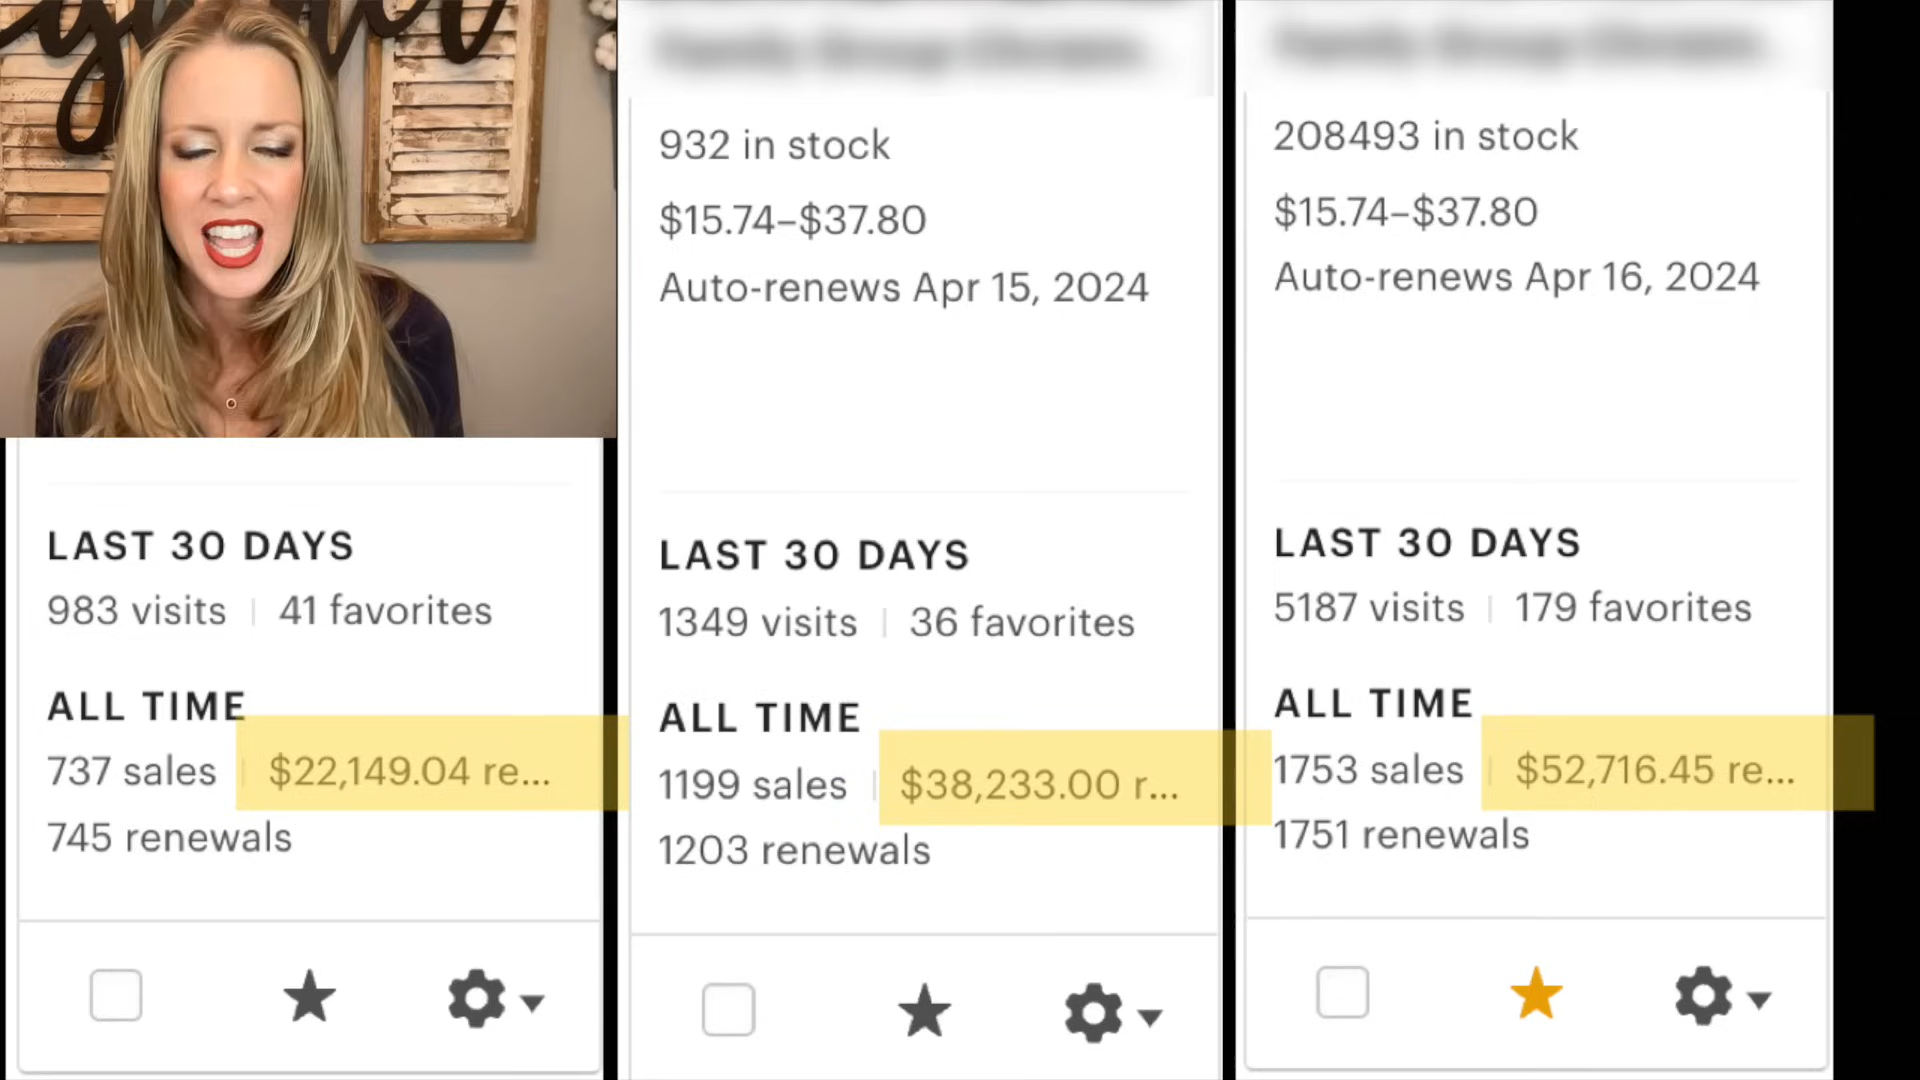 932 in stock
$15.74–$37.80
Auto-renews Apr 15, 2024
208493 in stock
$15.74–$37.80
Auto-renews Apr 16, 2024
LAST 30 DAYS
983 visits | 41 favorites
ALL TIME
737 sales | $22,149.04 re...
745 renewals
LAST 30 DAYS
1349 visits | 36 favorites
ALL TIME
1199 sales | $38,233.00 r...
1203 renewals
LAST 30 DAYS
5187 visits | 179 favorites
ALL TIME
1753 sales | $52,716.45 re...
1751 renewals